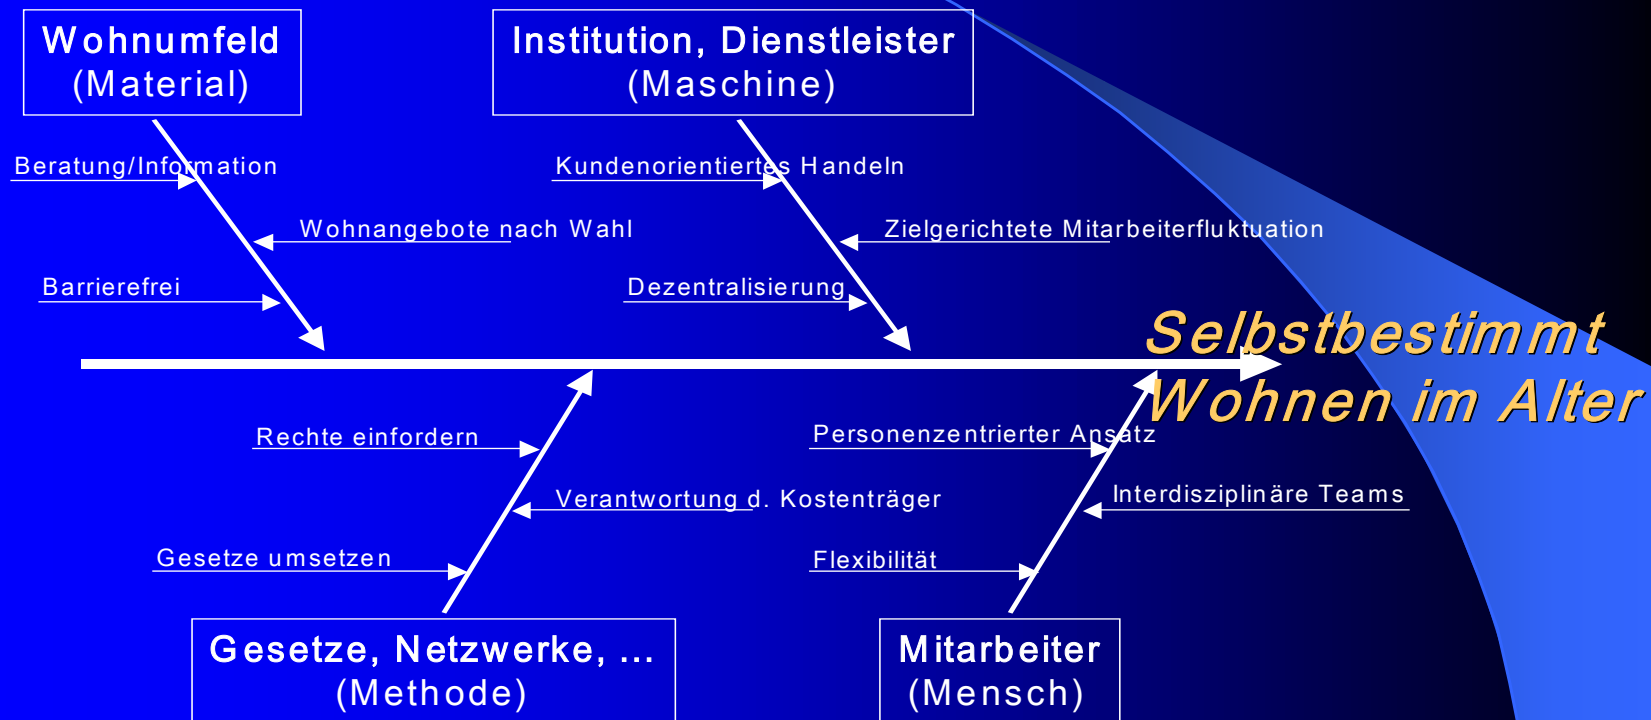 Wohnumfeld
(Material)
Institution, Dienstleister
(Maschine)
Beratung/Information
Wohnangebote nach Wahl
Barrierefrei
Kundenorientiertes Handeln
Zielgerichtete Mitarbeiterfluktuation
Dezentralisierung
Selbstbestimmt
Wohnen im Alter
Rechte einfordern
Verantwortung d. Kostenträger
Gesetze umsetzen
Personenzentrierter Ansatz
Interdisziplinäre Teams
Flexibilität
Gesetze, Netzwerke, ...
(Methode)
Mitarbeiter
(Mensch)